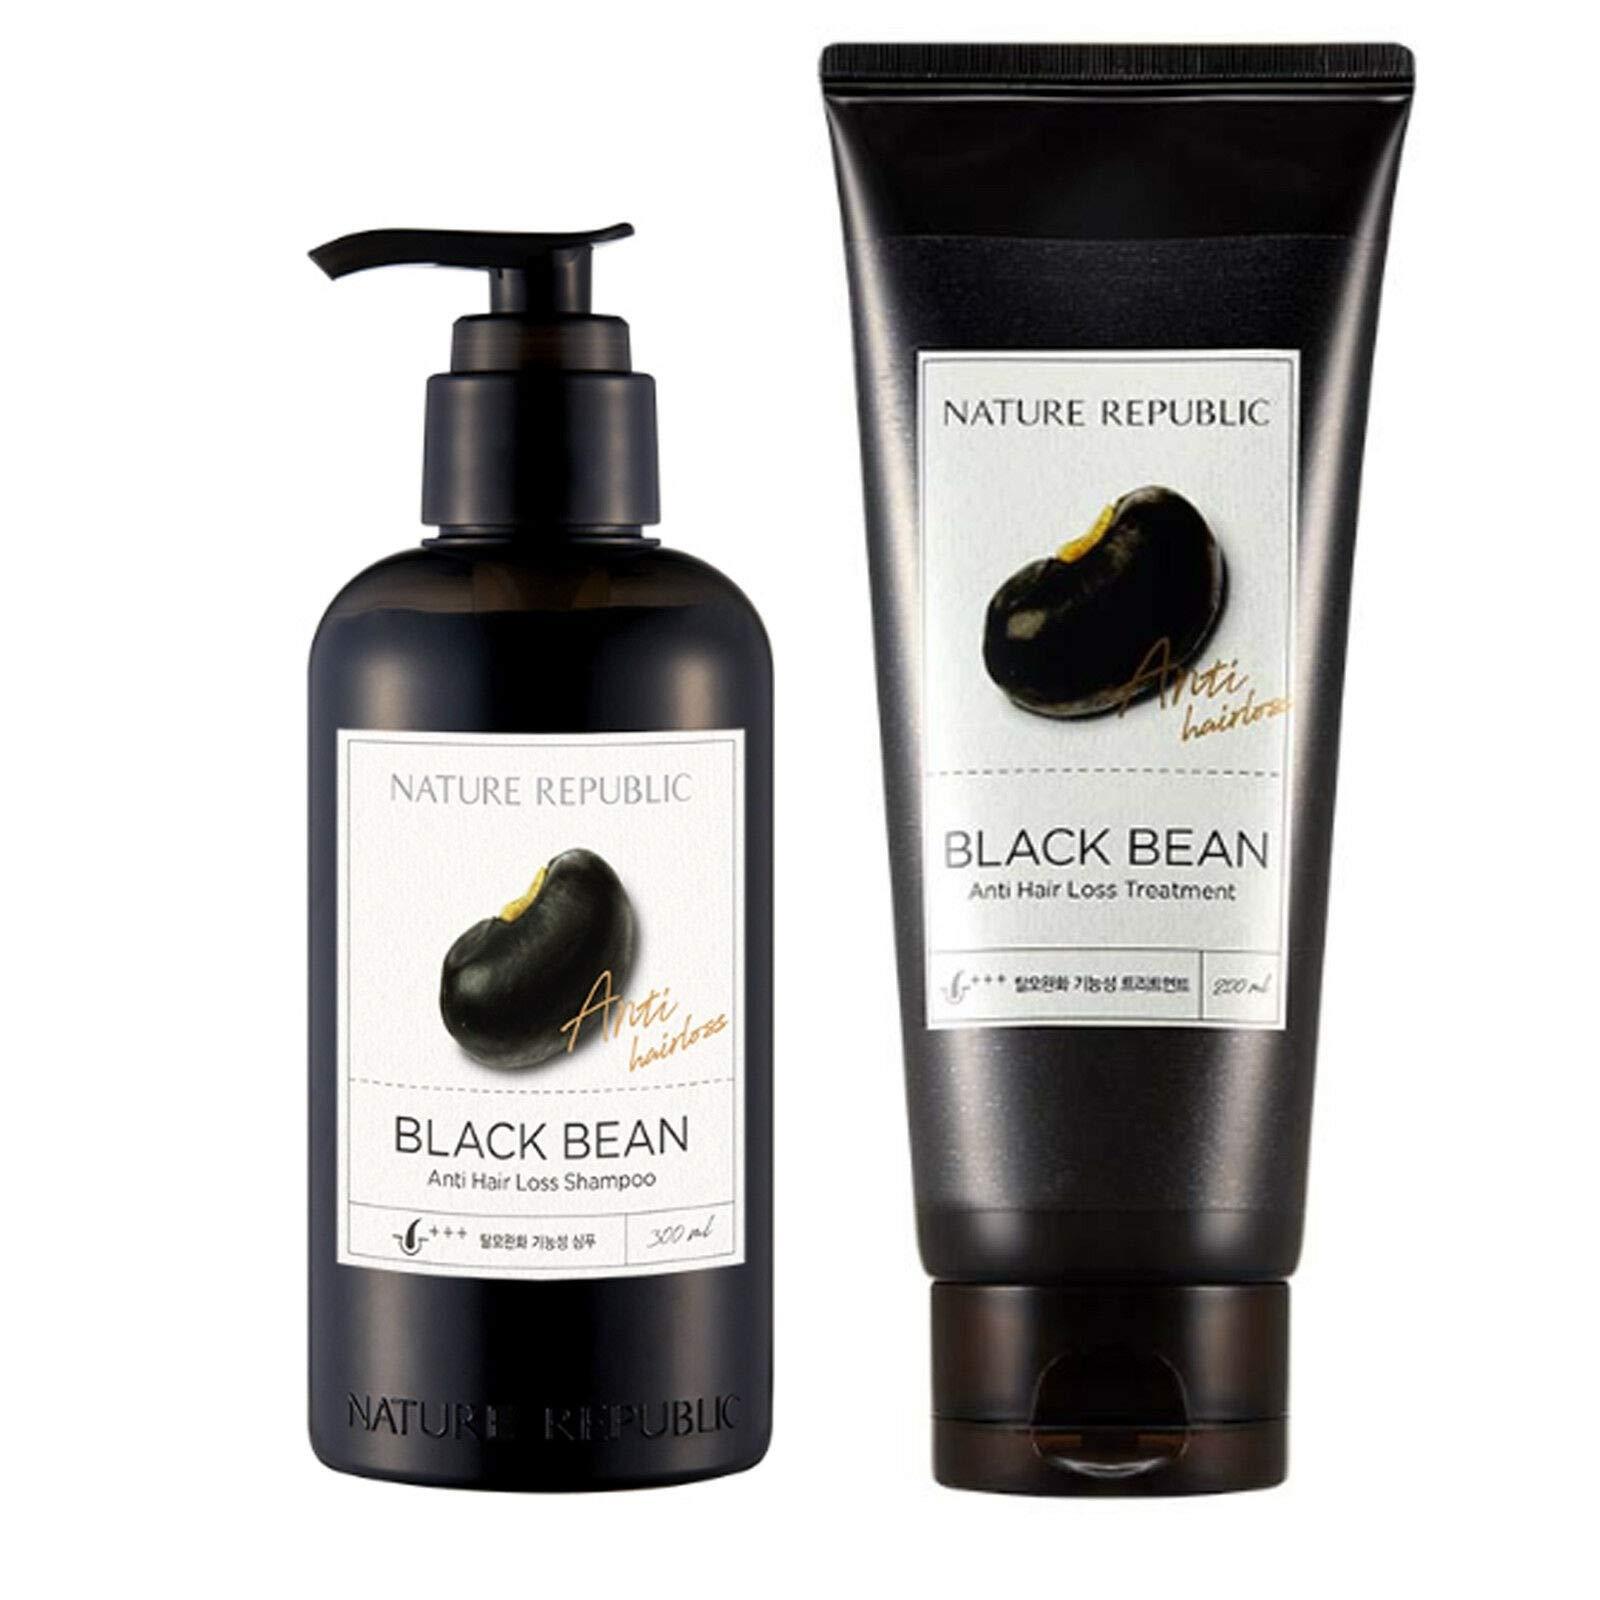 NATURE REPUBLIC
Anti
hairloss
BLACK BEAN
Anti Hair Loss Shampoo
+++ 탈모완화 기능성 샴푸
300 ml
NATURE REPUBLIC
NATURE REPUBLIC
Anti
hairloss
BLACK BEAN
Anti Hair Loss Treatment
+++ 탈모완화 기능성 트리트먼트
200 ml